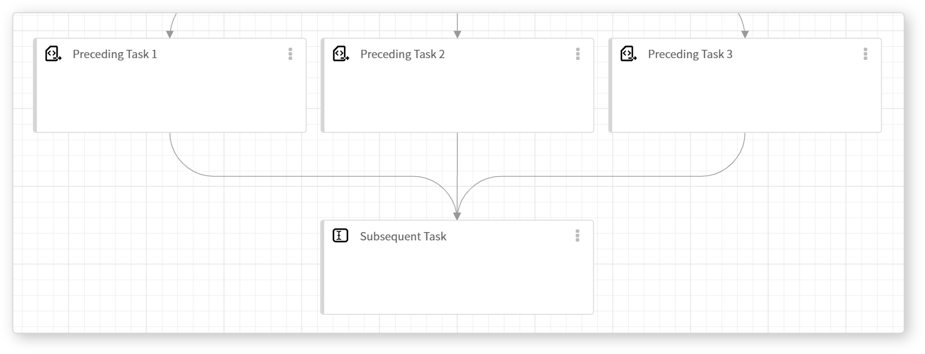 Preceding Task 1
Preceding Task 2
Preceding Task 3
Subsequent Task